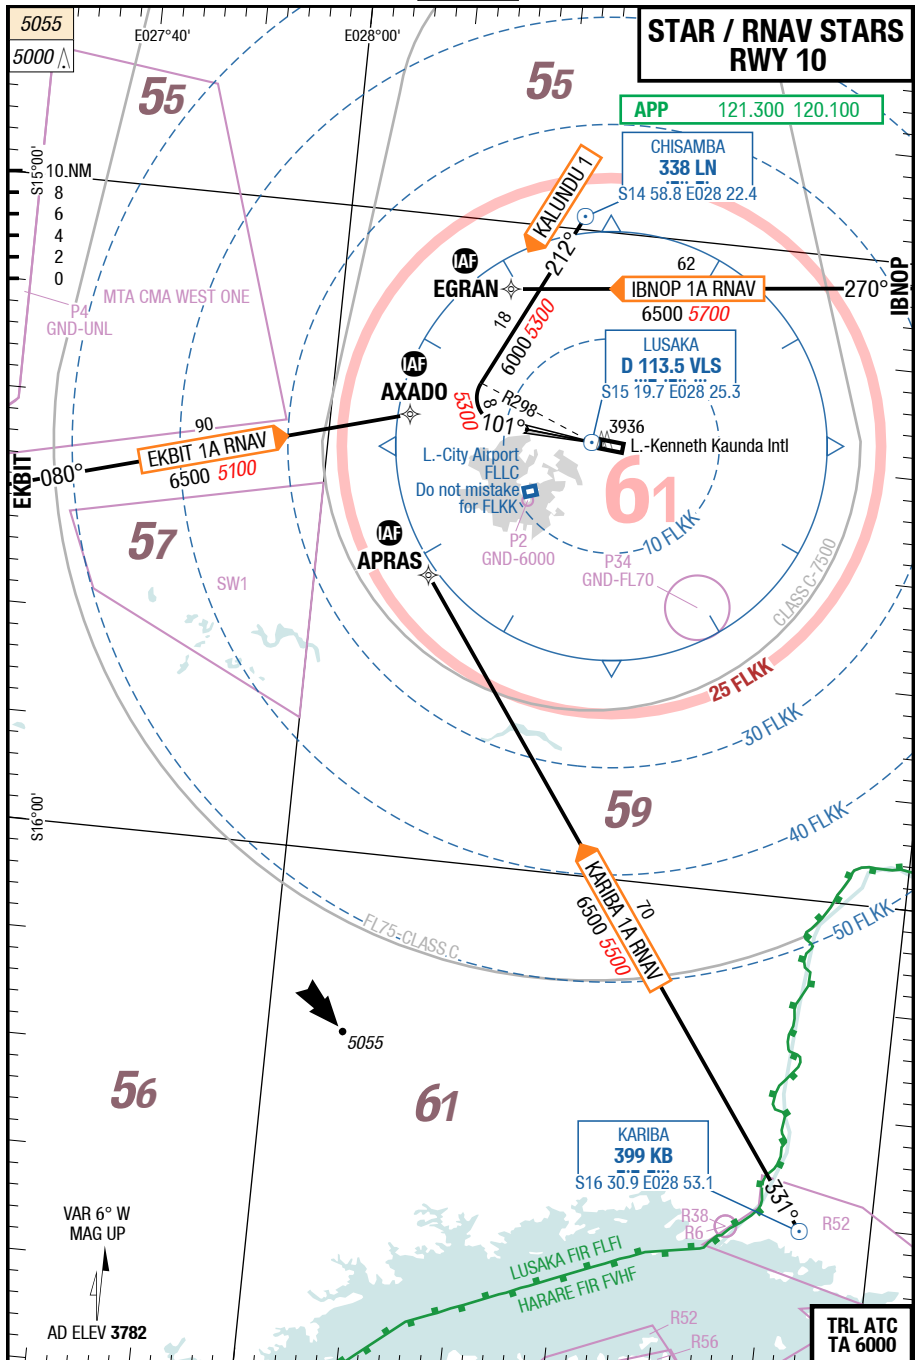 5055
5000
E027°40'
E028°00'
STAR / RNAV STARS
RWY 10
55
55
APP 121.300 120.100
CHISAMBA
338 LN
S14 58.8 E028 22.4
KALUNDU 1
212°
S15°00'
10 NM
8
6
4
2
0
MTA CMA WEST ONE
P4
GND-UNL
IAF
EGRAN
62
IBNOP 1A RNAV
6500 5700
270°
IBNOP
18
6000 5300
LUSAKA
D 113.5 VLS
S15 19.7 E028 25.3
IAF
AXADO
5300
8
R298
101°
3936
L.-Kenneth Kaunda Intl
90
EKBIT 1A RNAV
6500 5100
080°
EKBIT
L.-City Airport
FLLC
Do not mistake
for FLKK
61
10 FLKK
P2
GND-6000
P34
GND-FL70
57
SW1
IAF
APRAS
CLASS C-7500
25 FLKK
30 FLKK
S16°00'
59
40 FLKK
KARIBA 1A RNAV
70
6500 5500
50 FLKK
FL75-CLASS C
5055
56
61
KARIBA
399 KB
S16 30.9 E028 53.1
331°
VAR 6° W
MAG UP
AD ELEV 3782
R38
R6
R52
LUSAKA FIR FLFI
HARARE FIR FVHF
R52
R56
TRL ATC
TA 6000